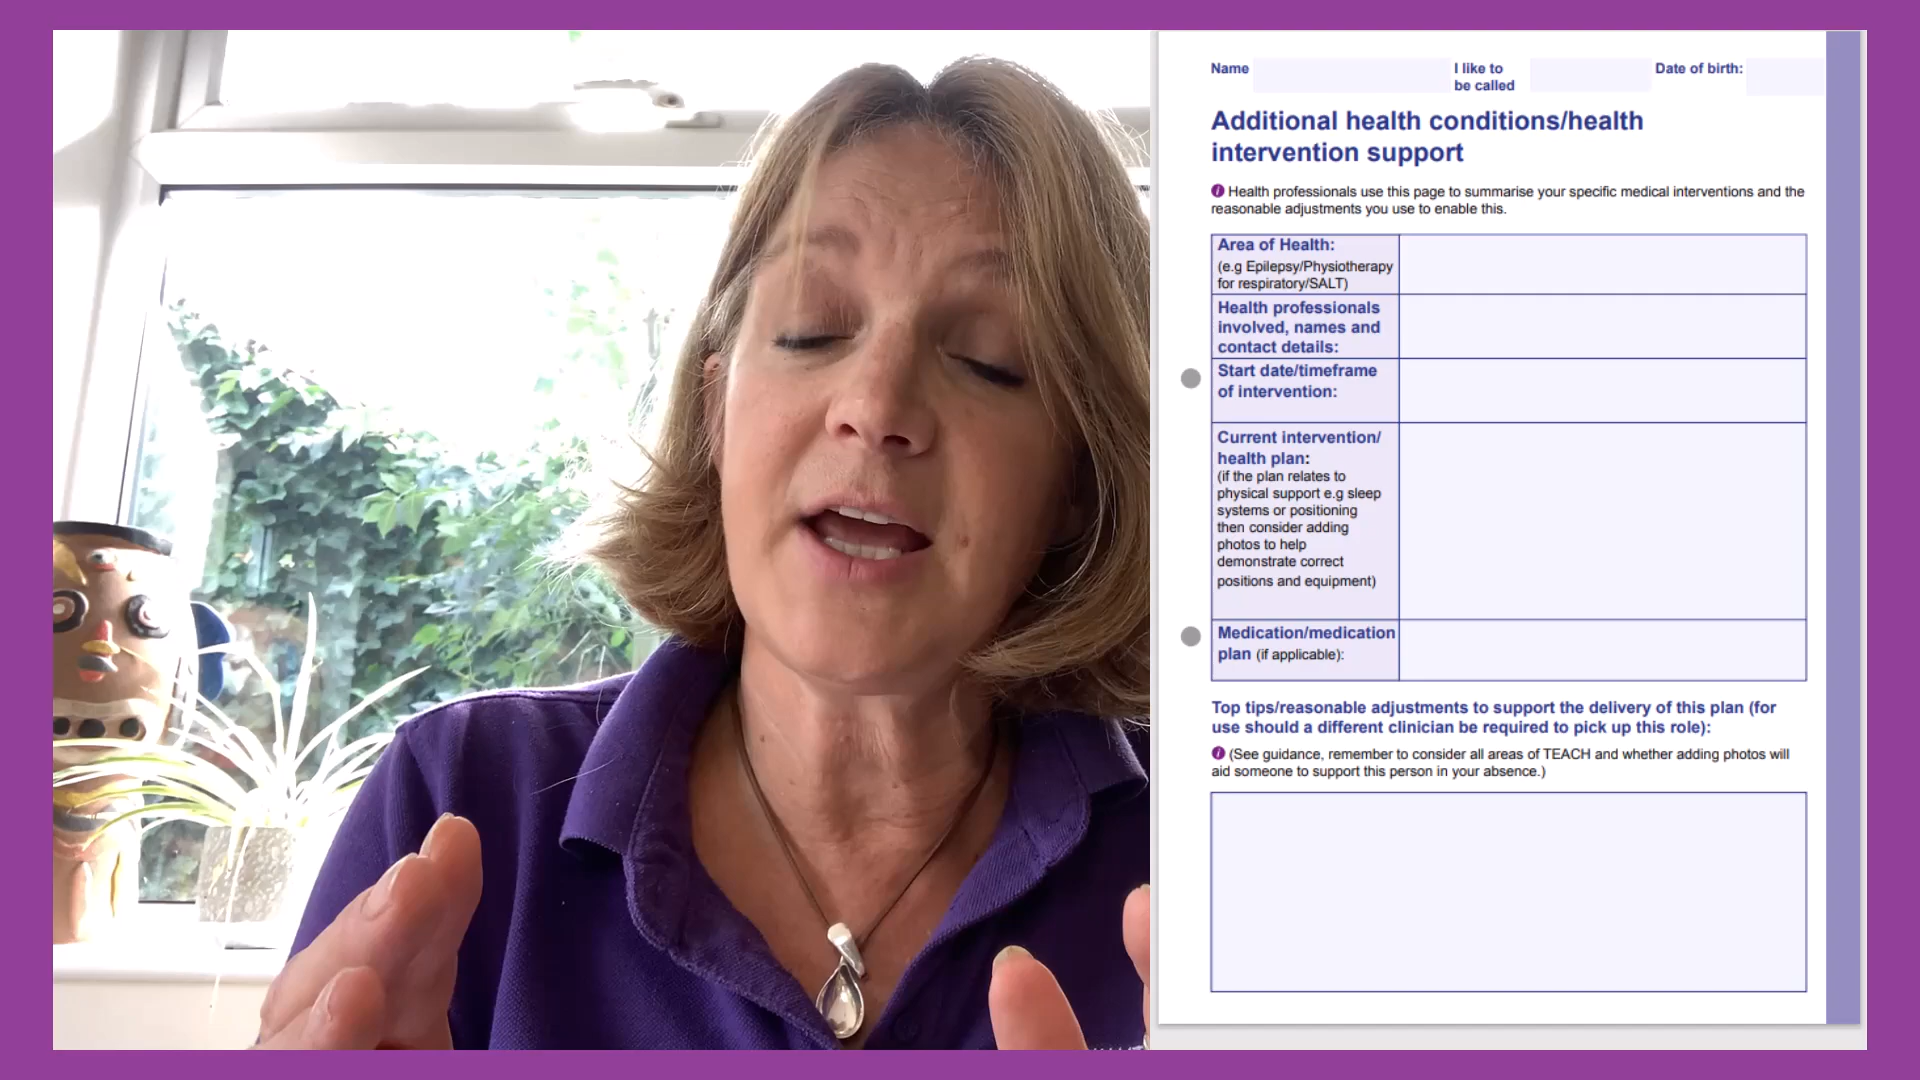 Name
I like to
be called
Date of birth:
Additional health conditions/health
intervention support
i Health professionals use this page to summarise your specific medical interventions and the
reasonable adjustments you use to enable this.
Area of Health:
(e.g Epilepsy/Physiotherapy
for respiratory/SALT)
Health professionals
involved, names and
contact details:
Start date/timeframe
of intervention:
Current intervention/
health plan:
(if the plan relates to
physical support e.g sleep
systems or positioning
then consider adding
photos to help
demonstrate correct
positions and equipment)
Medication/medication
plan (if applicable):
Top tips/reasonable adjustments to support the delivery of this plan (for
use should a different clinician be required to pick up this role):
i (See guidance, remember to consider all areas of TEACH and whether adding photos will
aid someone to support this person in your absence.)